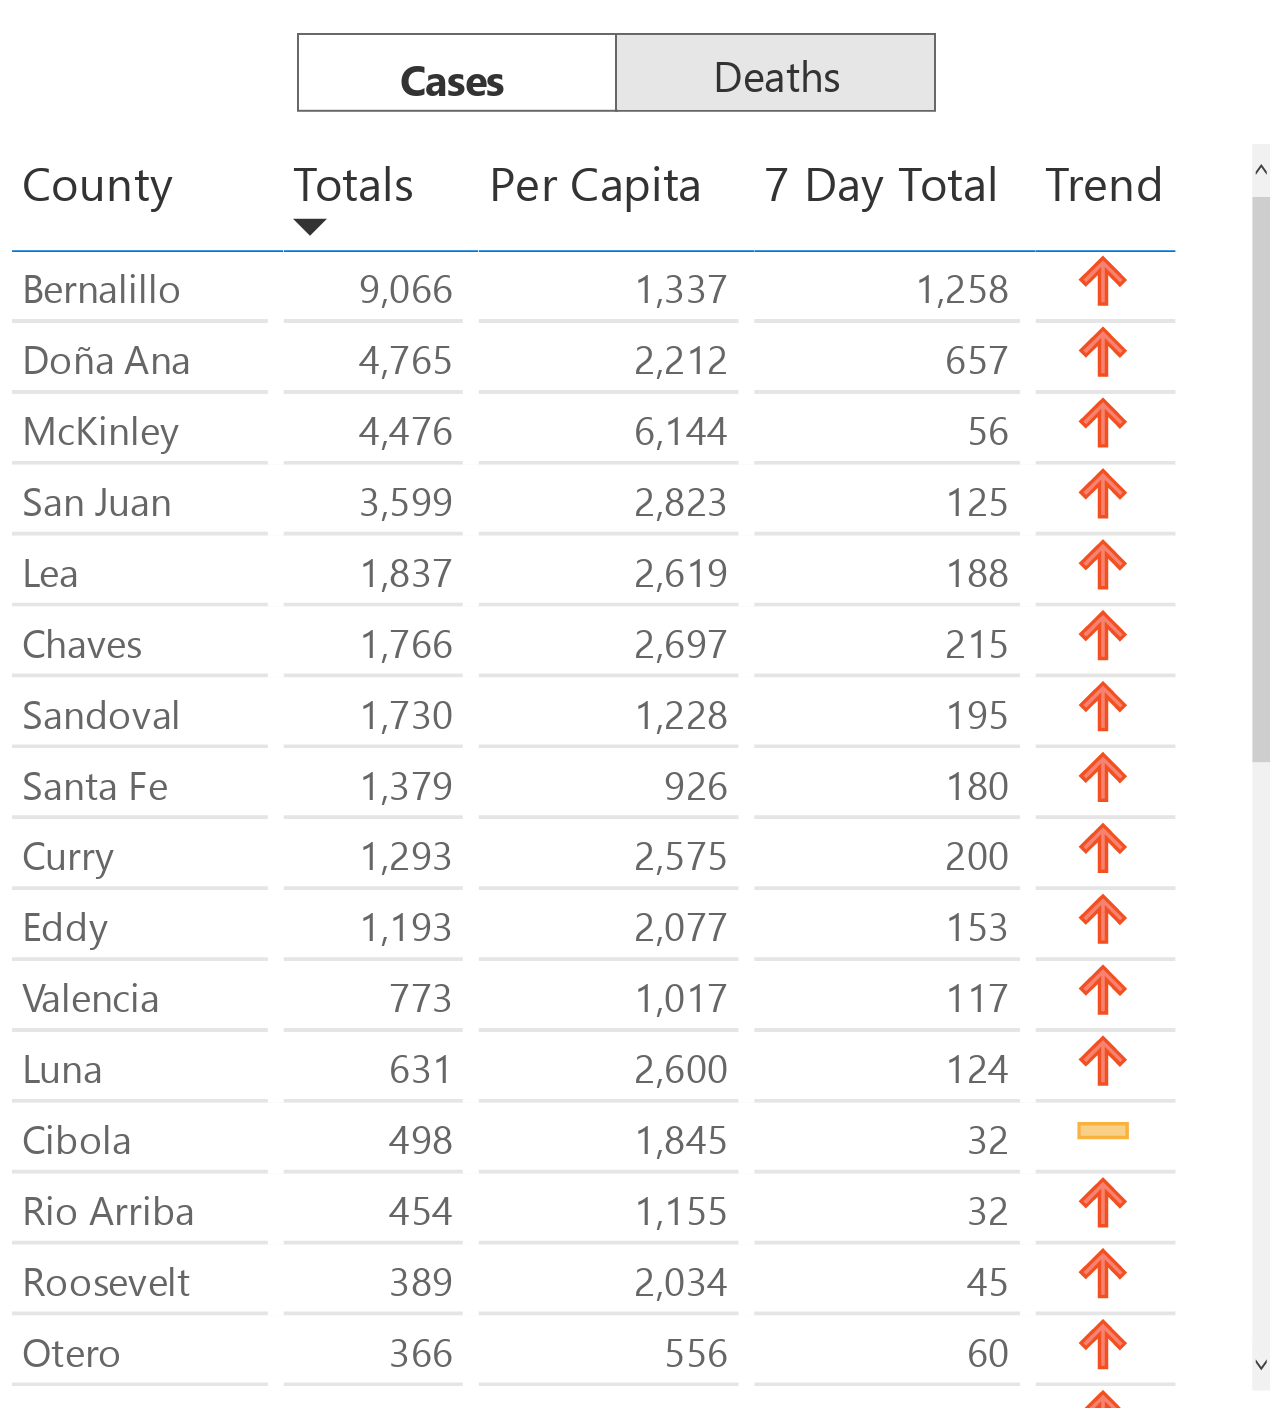 Cases Deaths
County Totals Per Capita 7 Day Total Trend
Bernalillo 9,066 1,337 1,258
Doña Ana 4,765 2,212 657
McKinley 4,476 6,144 56
San Juan 3,599 2,823 125
Lea 1,837 2,619 188
Chaves 1,766 2,697 215
Sandoval 1,730 1,228 195
Santa Fe 1,379 926 180
Curry 1,293 2,575 200
Eddy 1,193 2,077 153
Valencia 773 1,017 117
Luna 631 2,600 124
Cibola 498 1,845 32
Rio Arriba 454 1,155 32
Roosevelt 389 2,034 45
Otero 366 556 60